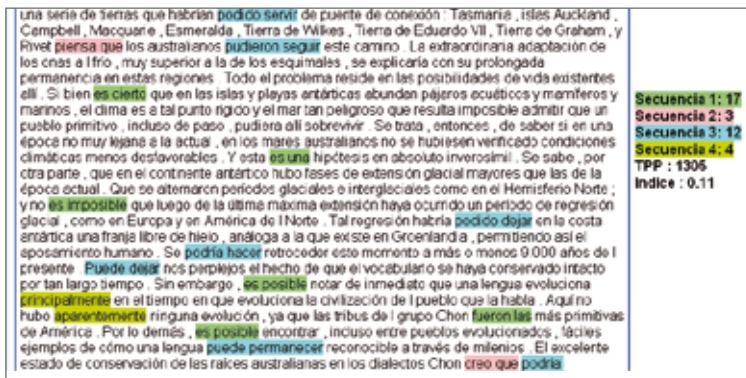 una serie de tierras que habrían podido servir de puente de conexión : Tasmania , islas Auckland ,
Campbell , Macquarie , Esmeralda , Tierra de Wilkes , Tierra de Eduardo VII , Tierra de Graham , y
Rivet piensa que los australianos pudieron seguir este camino . La extraordinaria adaptación de
los onas al frío , muy superior a la de los esquimales , se explicaría con su prolongada
permanencia en estas regiones . Todo el problema reside en las posibilidades de vida existentes
allí . Si bien es cierto que en las islas y playas antárticas abundan pájaros acuáticos y mamíferos y
marinos , el clima es a tal punto rígido y el mar tan peligroso que resulta imposible admitir que un
pueblo primitivo , incluso de paso , pudiera allí sobrevivir . Se trata , entonces , de saber si en una
época no muy lejana a la actual , en los mares australianos no se hubiesen verificado condiciones
climáticas menos desfavorables . Y esta es una hipótesis en absoluto inverosímil . Se sabe , por
otra parte , que en el continente antártico hubo fases de extensión glacial mayores que las de la
época actual . Que se alternaron períodos glaciales e interglaciales como en el Hemisferio Norte ;
y no es imposible que luego de la última máxima extensión haya ocurrido un período de regresión
glacial , como en Europa y en América de l Norte . Tal regresión habría podido dejar en la costa
antártica una franja libre de hielo , análoga a la que existe en Groenlandia , permitiendo así el
aposamiento humano . Se podría hacer retroceder este momento a más o menos 9.000 años de l
presente . Puede dejar nos perplejos el hecho de que el vocabulario se haya conservado intacto
por tan largo tiempo . Sin embargo , es posible notar de inmediato que una lengua evoluciona
principalmente en el tiempo en que evoluciona la civilización de l pueblo que la habla . Aquí no
hubo aparentemente ninguna evolución , ya que las tribus de l grupo Chon fueron las más primitivas
de América . Por lo demás , es posible encontrar , incluso entre pueblos evolucionados , fáciles
ejemplos de cómo una lengua puede permanecer reconocible a través de milenios . El excelente
estado de conservación de las raíces australianas en los dialectos Chon creo que podría
Secuencia 1: 17
Secuencia 2: 3
Secuencia 3: 12
Secuencia 4: 4
TPP : 1305
Indice : 0.11